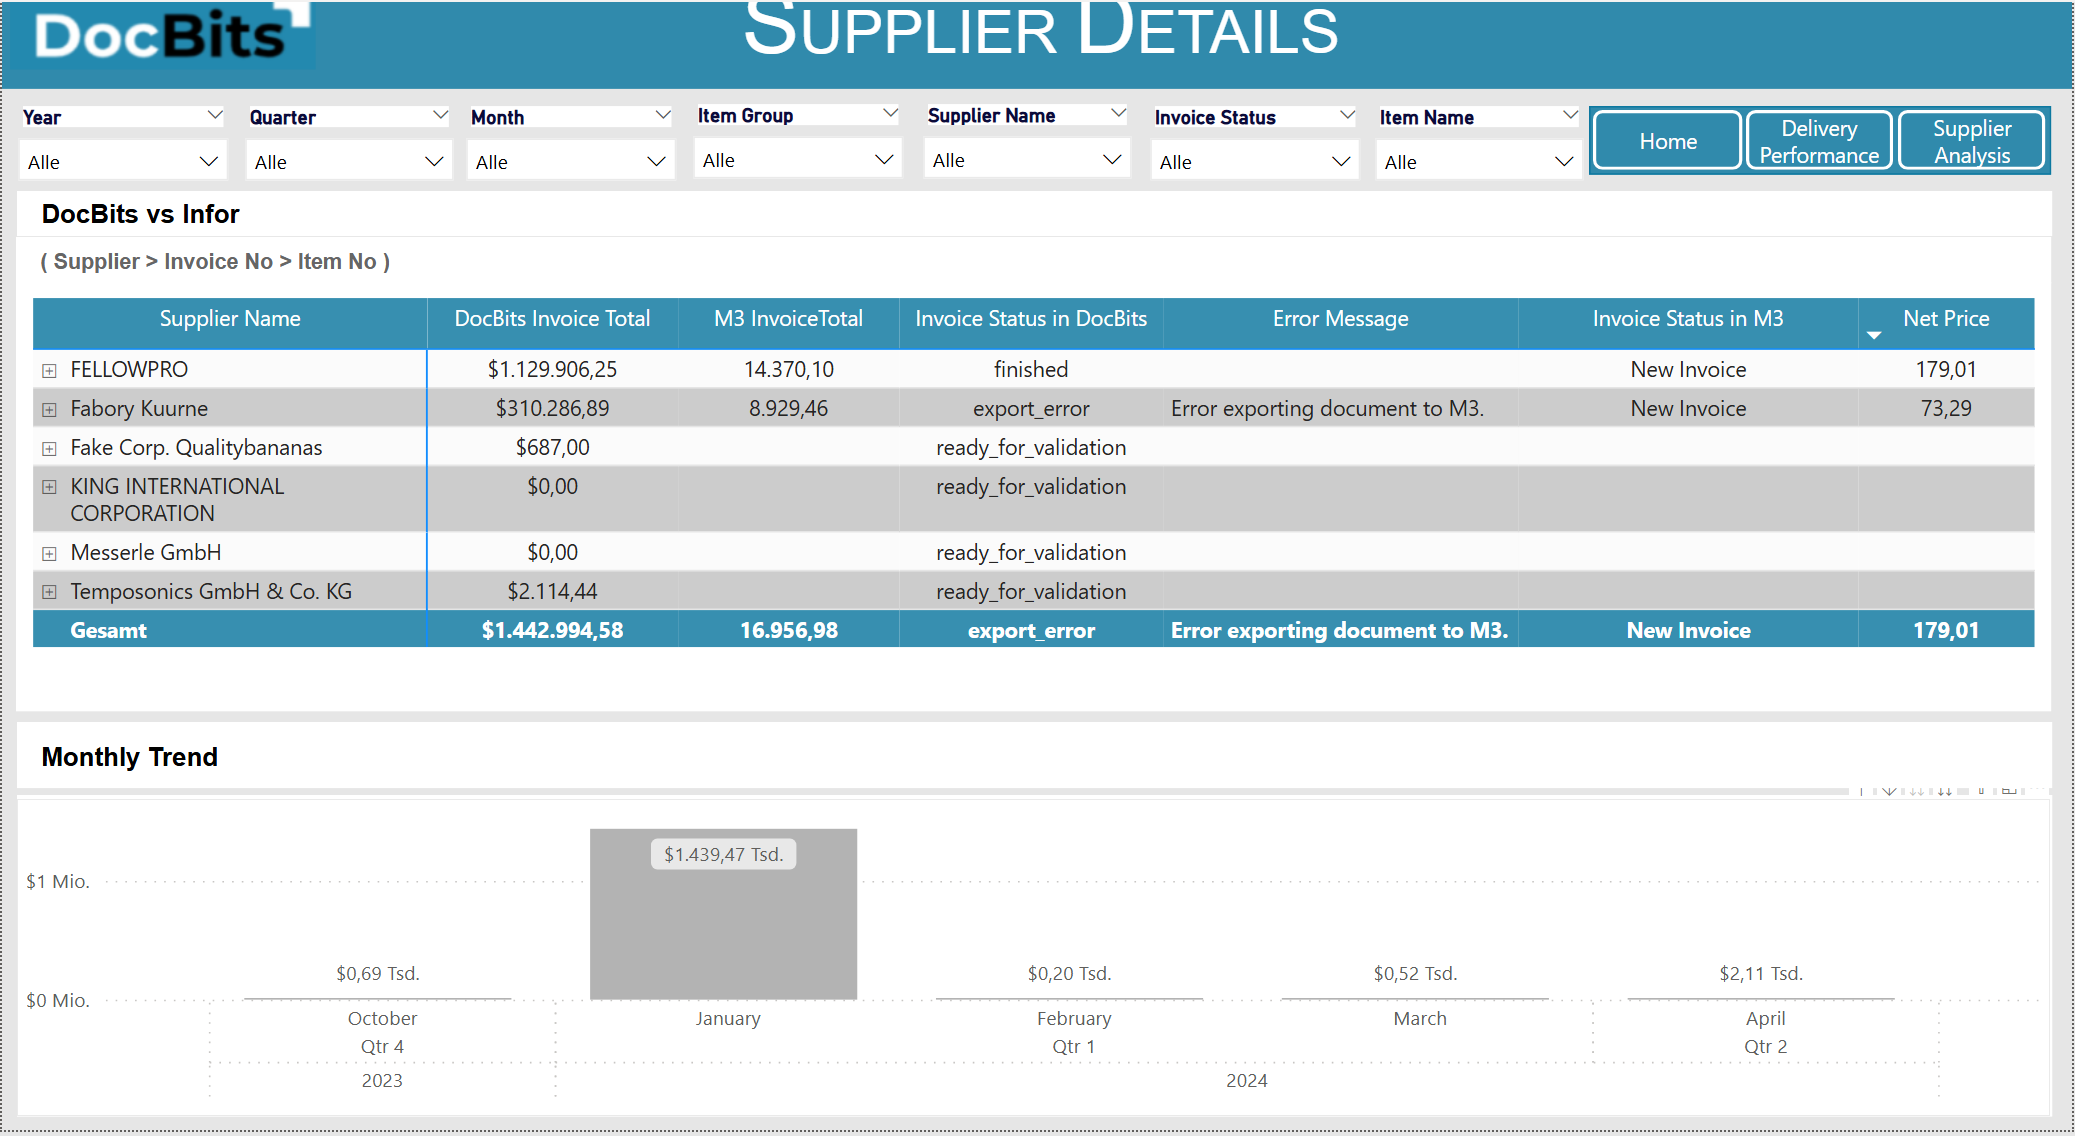 DocBits
SUPPLIER DETAILS
Year
Quarter
Month
Item Group
Supplier Name
Invoice Status
Item Name
Alle
Alle
Alle
Alle
Alle
Alle
Alle
Home
Delivery
Performance
Supplier
Analysis
DocBits vs Infor
( Supplier > Invoice No > Item No )
Supplier Name DocBits Invoice Total M3 InvoiceTotal Invoice Status in DocBits Error Message Invoice Status in M3 Net Price
FELLOWPRO $1.129.906,25 14.370,10 finished New Invoice 179,01
Fabory Kuurne $310.286,89 8.929,46 export_error Error exporting document to M3. New Invoice 73,29
Fake Corp. Qualitybananas $687,00 ready_for_validation
KING INTERNATIONAL $0,00 ready_for_validation
CORPORATION
Messerle GmbH $0,00 ready_for_validation
Temposonics GmbH & Co. KG $2.114,44 ready_for_validation
Gesamt $1.442.994,58 16.956,98 export_error Error exporting document to M3. New Invoice 179,01
Monthly Trend
$1.439,47 Tsd.
$1 Mio.
$0,69 Tsd. $0,20 Tsd. $0,52 Tsd. $2,11 Tsd.
$0 Mio.
October January February March April
Qtr 4 Qtr 1 Qtr 2
2023 2024